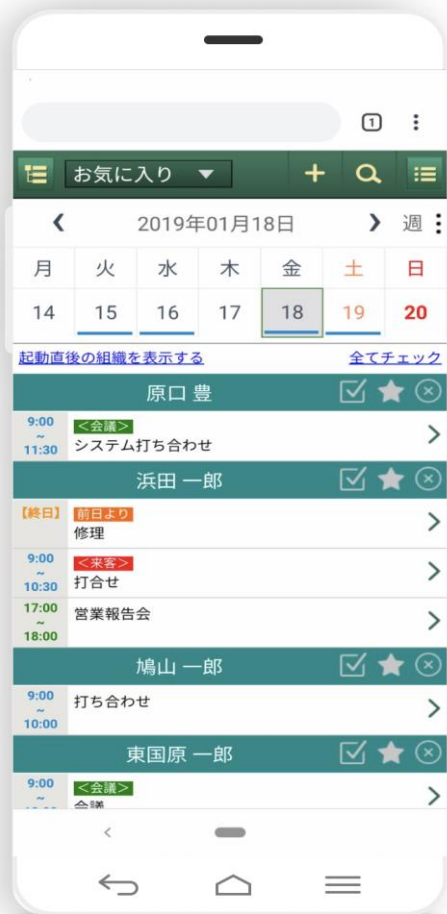 1
お気に入り ▼
2019年01月18日 週
月 火 水 木 金 土 日
14 15 16 17 18 19 20
起動直後の組織を表示する 全てチェック
原口 豊
9:00
~
11:30
<会議>
システム打ち合わせ
浜田 一郎
【終日】
前日より
修理
9:00
~
10:30
<来客>
打合せ
17:00
~
18:00
営業報告会
鳩山 一郎
9:00
~
10:00
打ち合わせ
東国原 一郎
9:00
~
<会議>
会議